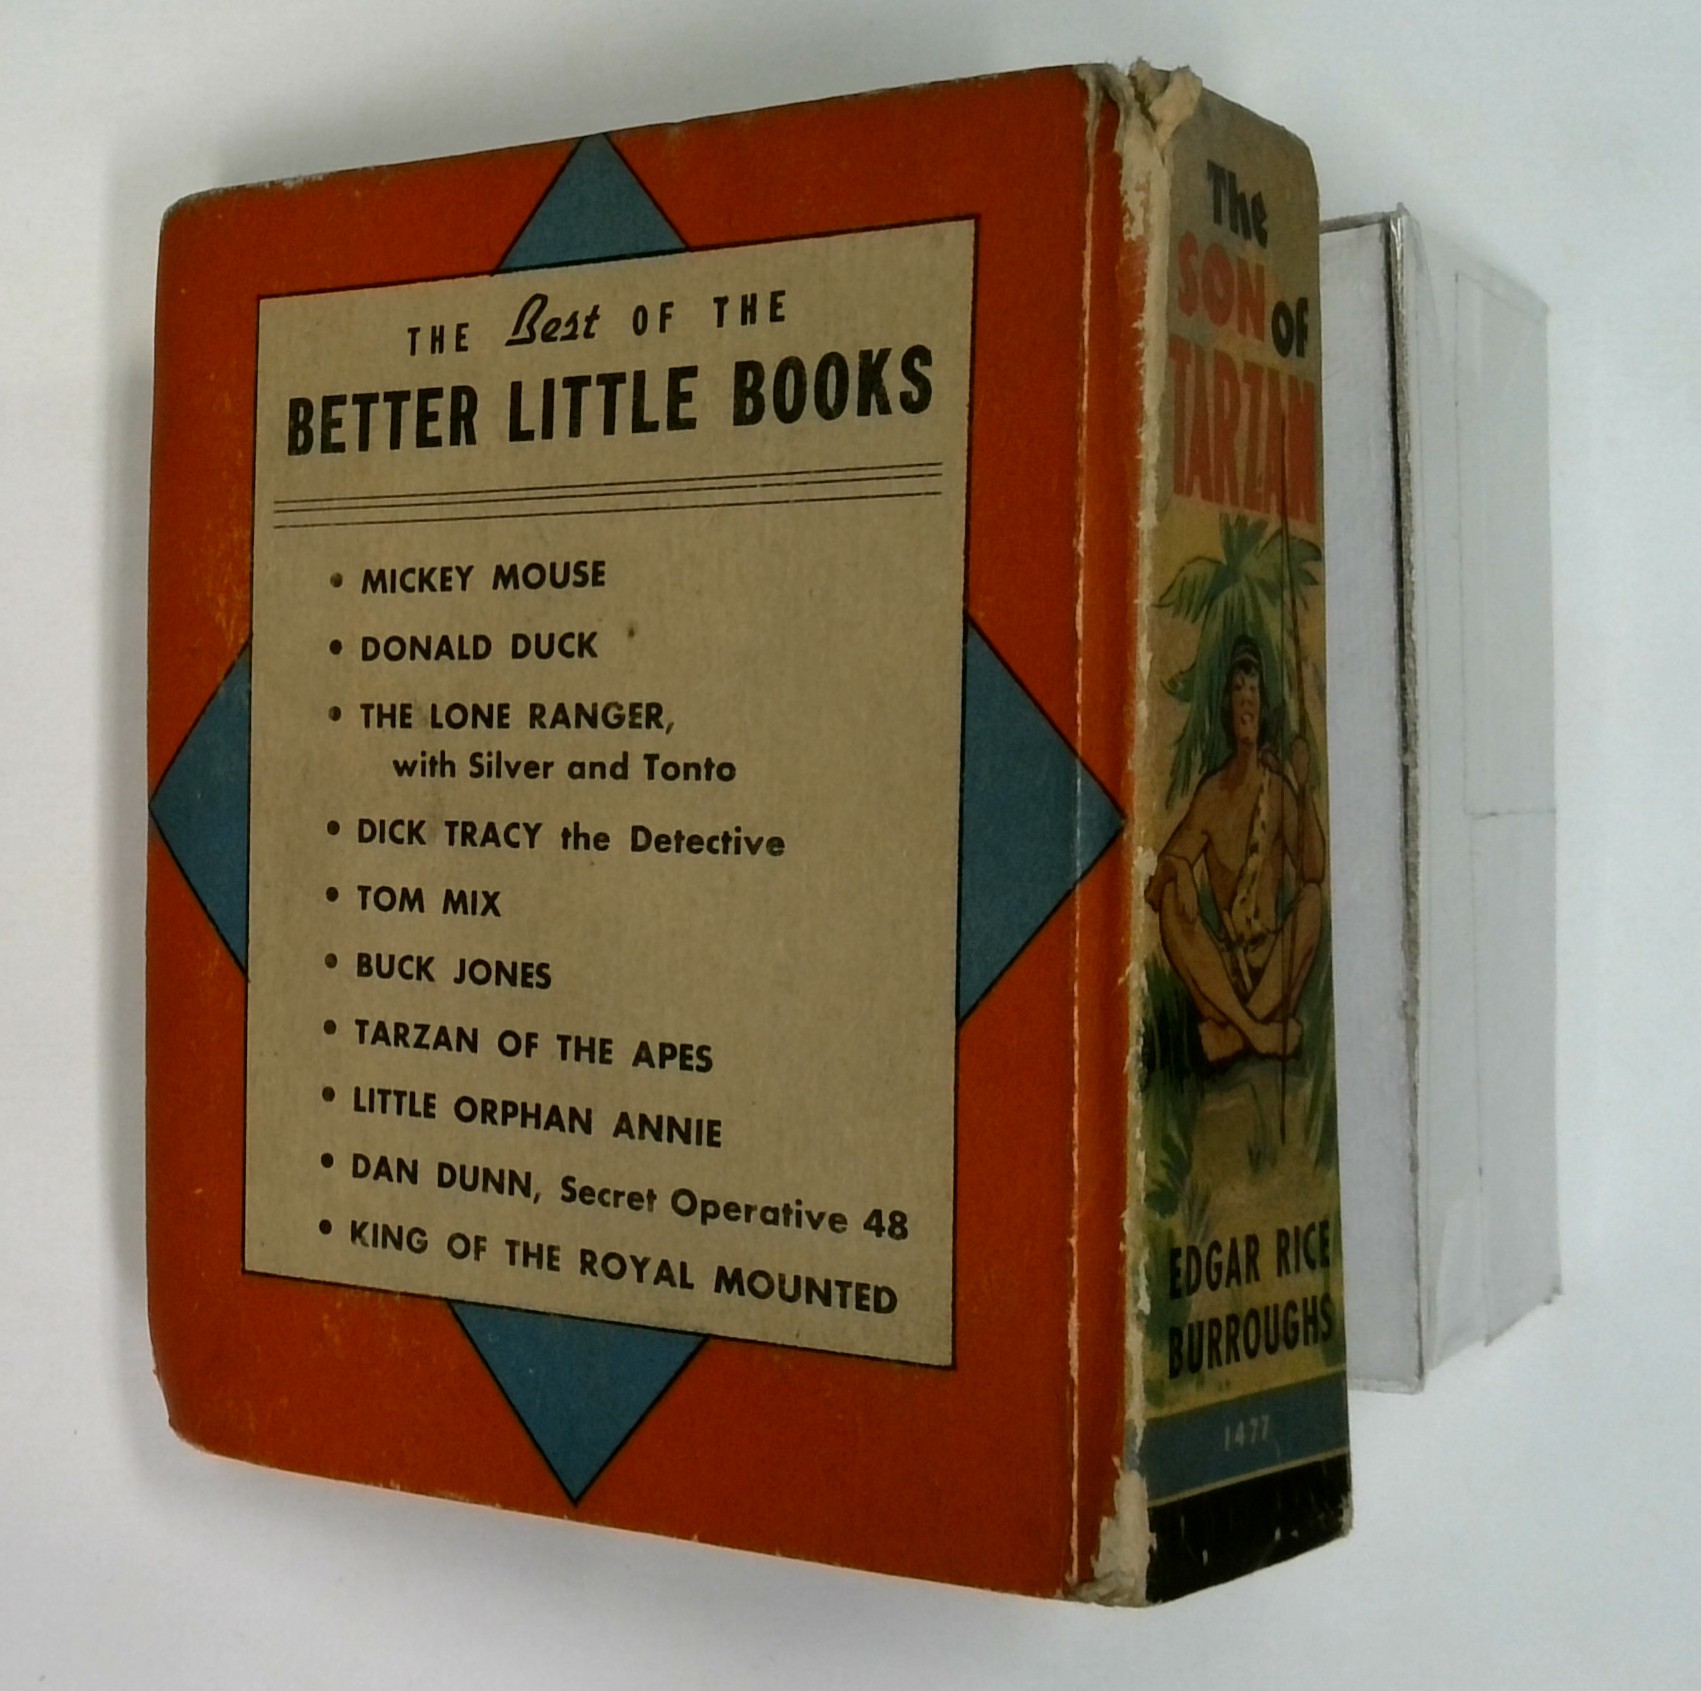 THE Best OF THE
BETTER LITTLE BOOKS
• MICKEY MOUSE
• DONALD DUCK
• THE LONE RANGER,
with Silver and Tonto
• DICK TRACY the Detective
• TOM MIX
• BUCK JONES
• TARZAN OF THE APES
• LITTLE ORPHAN ANNIE
• DAN DUNN, Secret Operative 48
• KING OF THE ROYAL MOUNTED
The
SON OF
TARZAN
EDGAR RICE
BURROUGHS
1477